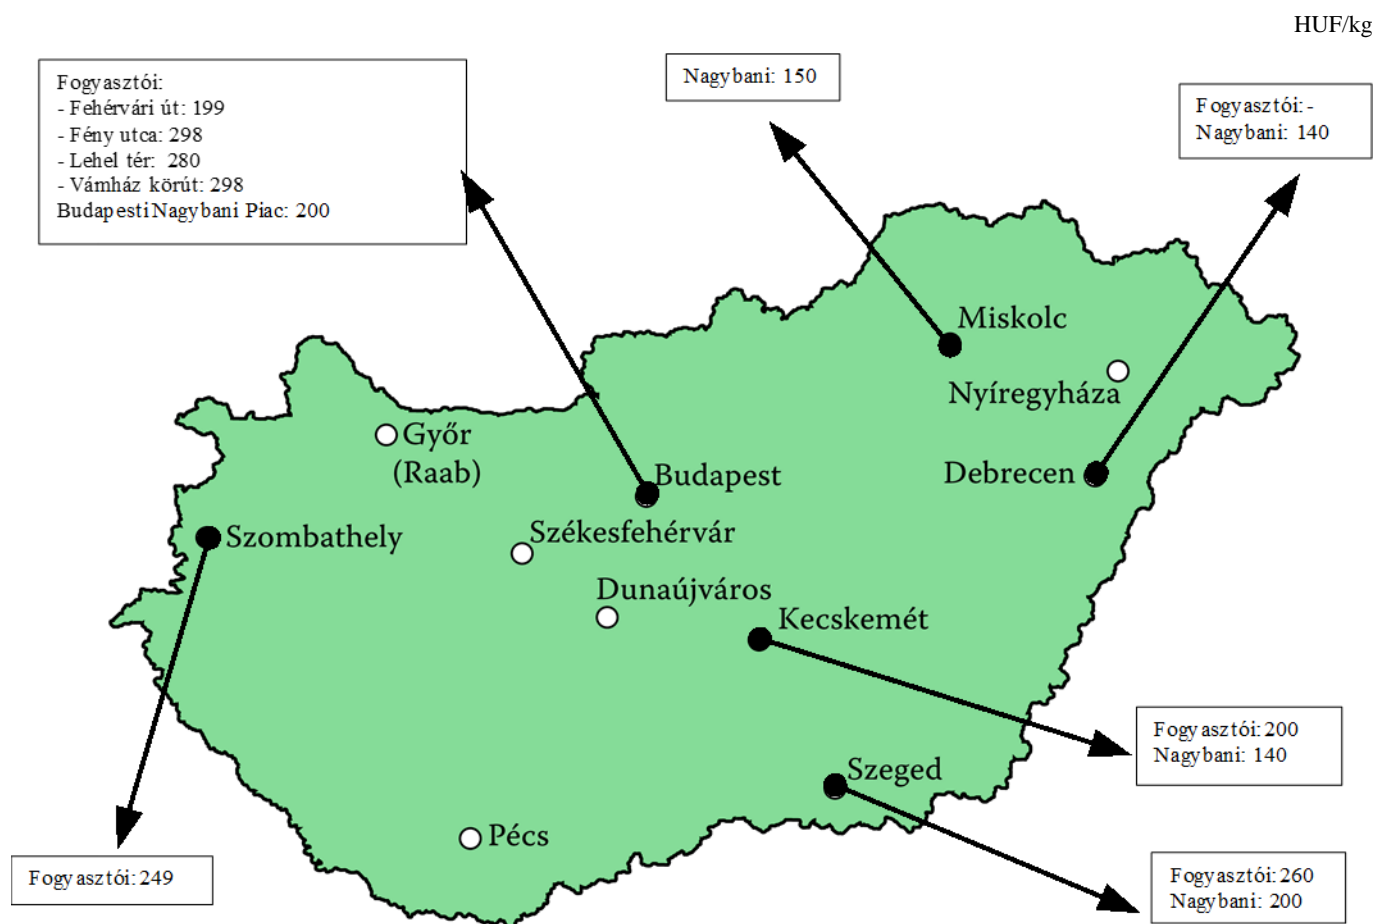 HUF/kg
Fogyasztói:
- Fehérvári út: 199
- Fény utca: 298
- Lehel tér: 280
- Vámház körút: 298
Budapesti Nagybani Piac: 200
Nagybani: 150
Fogyasztói: -
Nagybani: 140
Miskolc
Nyíregyháza
Győr
(Raab)
Budapest
Debrecen
Szombathely
Székesfehérvár
Dunaújváros
Kecskemét
Fogyasztói: 200
Nagybani: 140
Szeged
Pécs
Fogyasztói: 249
Fogyasztói: 260
Nagybani: 200